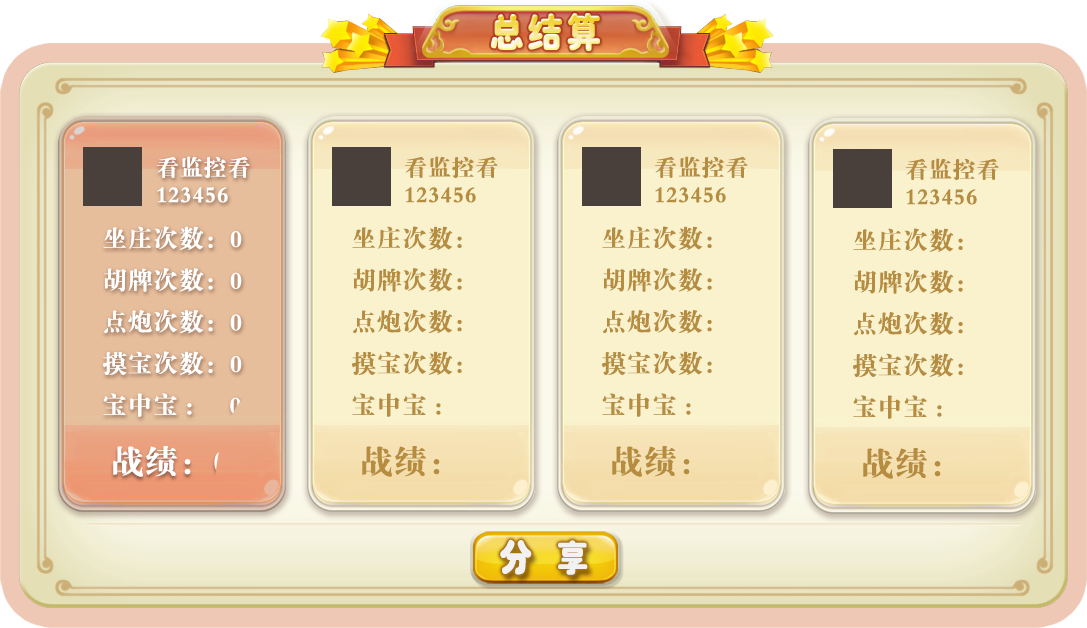 总结算
看监控看
123456
坐庄次数：0
胡牌次数：0
点炮次数：0
摸宝次数：0
宝中宝：
战绩：
看监控看
123456
坐庄次数：
胡牌次数：
点炮次数：
摸宝次数：
宝中宝：
战绩：
看监控看
123456
坐庄次数：
胡牌次数：
点炮次数：
摸宝次数：
宝中宝：
战绩：
看监控看
123456
坐庄次数：
胡牌次数：
点炮次数：
摸宝次数：
宝中宝：
战绩：
分 享